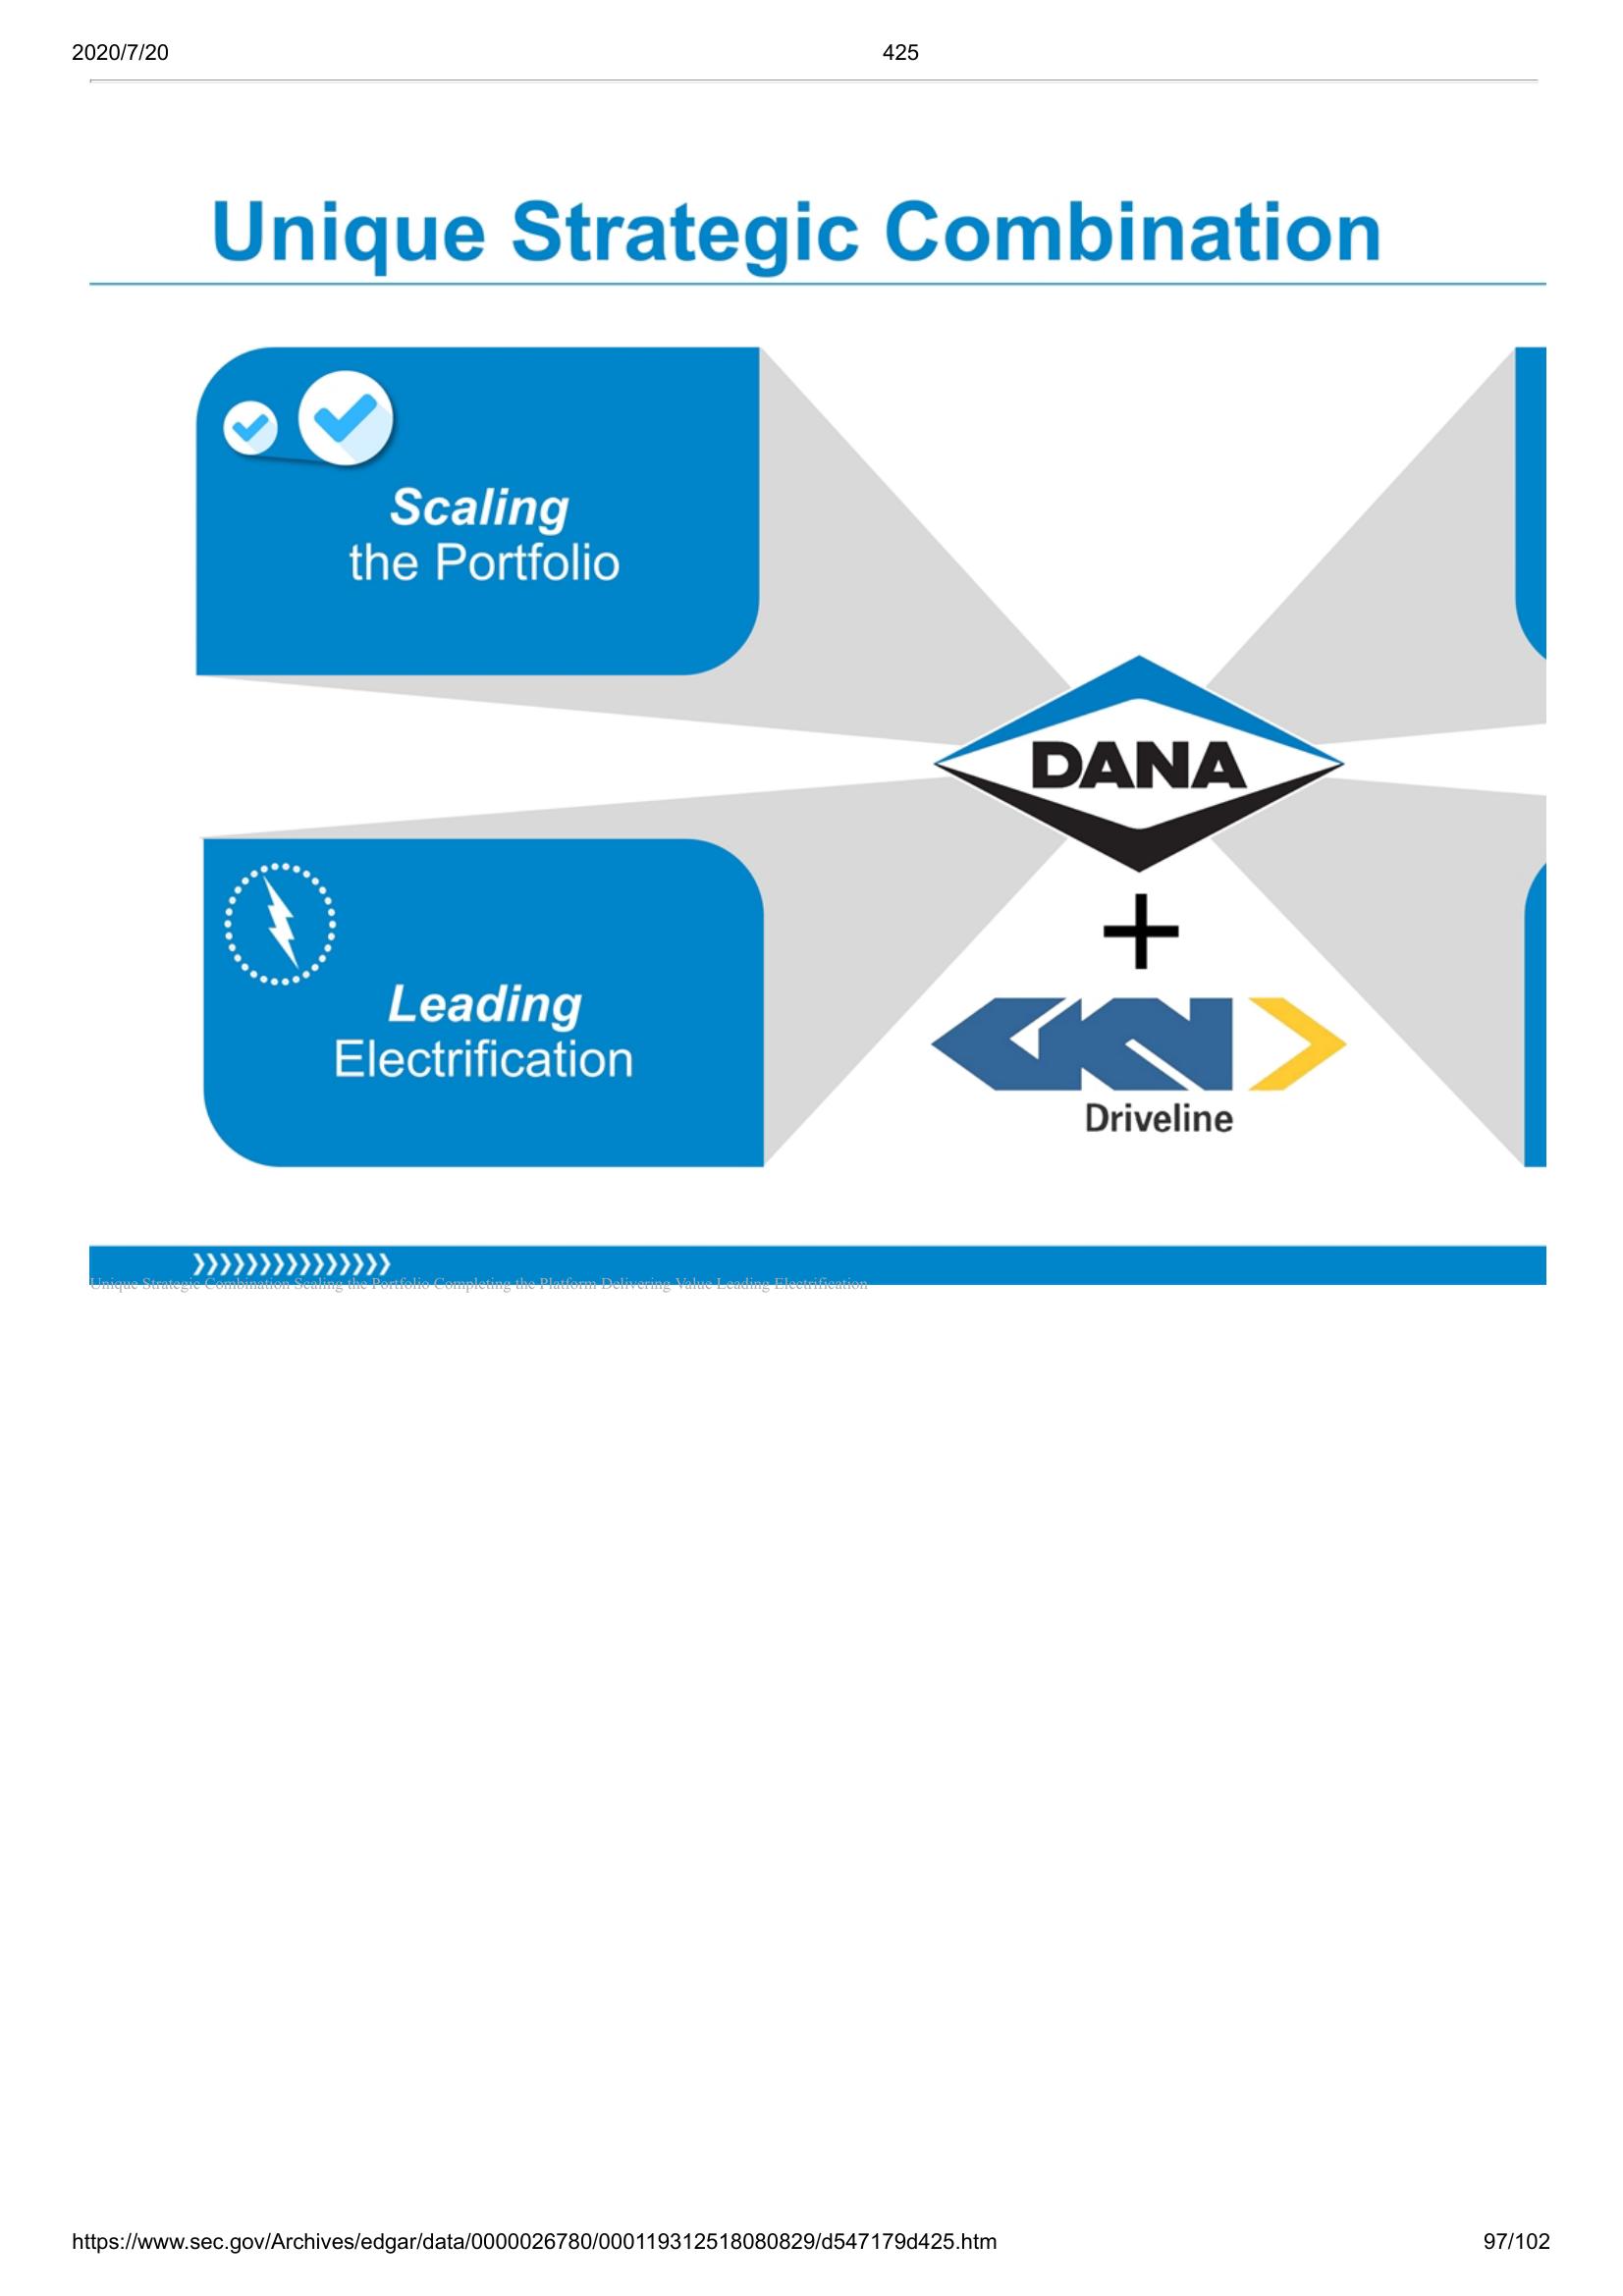 2020/7/20 425
Unique Strategic Combination
Scaling
the Portfolio
DANA
+
Leading
Electrification
GKN
Driveline
Unique Strategic Combination Scaling the Portfolio Completing the Platform Delivering Value Leading Electrification
https://www.sec.gov/Archives/edgar/data/0000026780/000119312518080829/d547179d425.htm 97/102